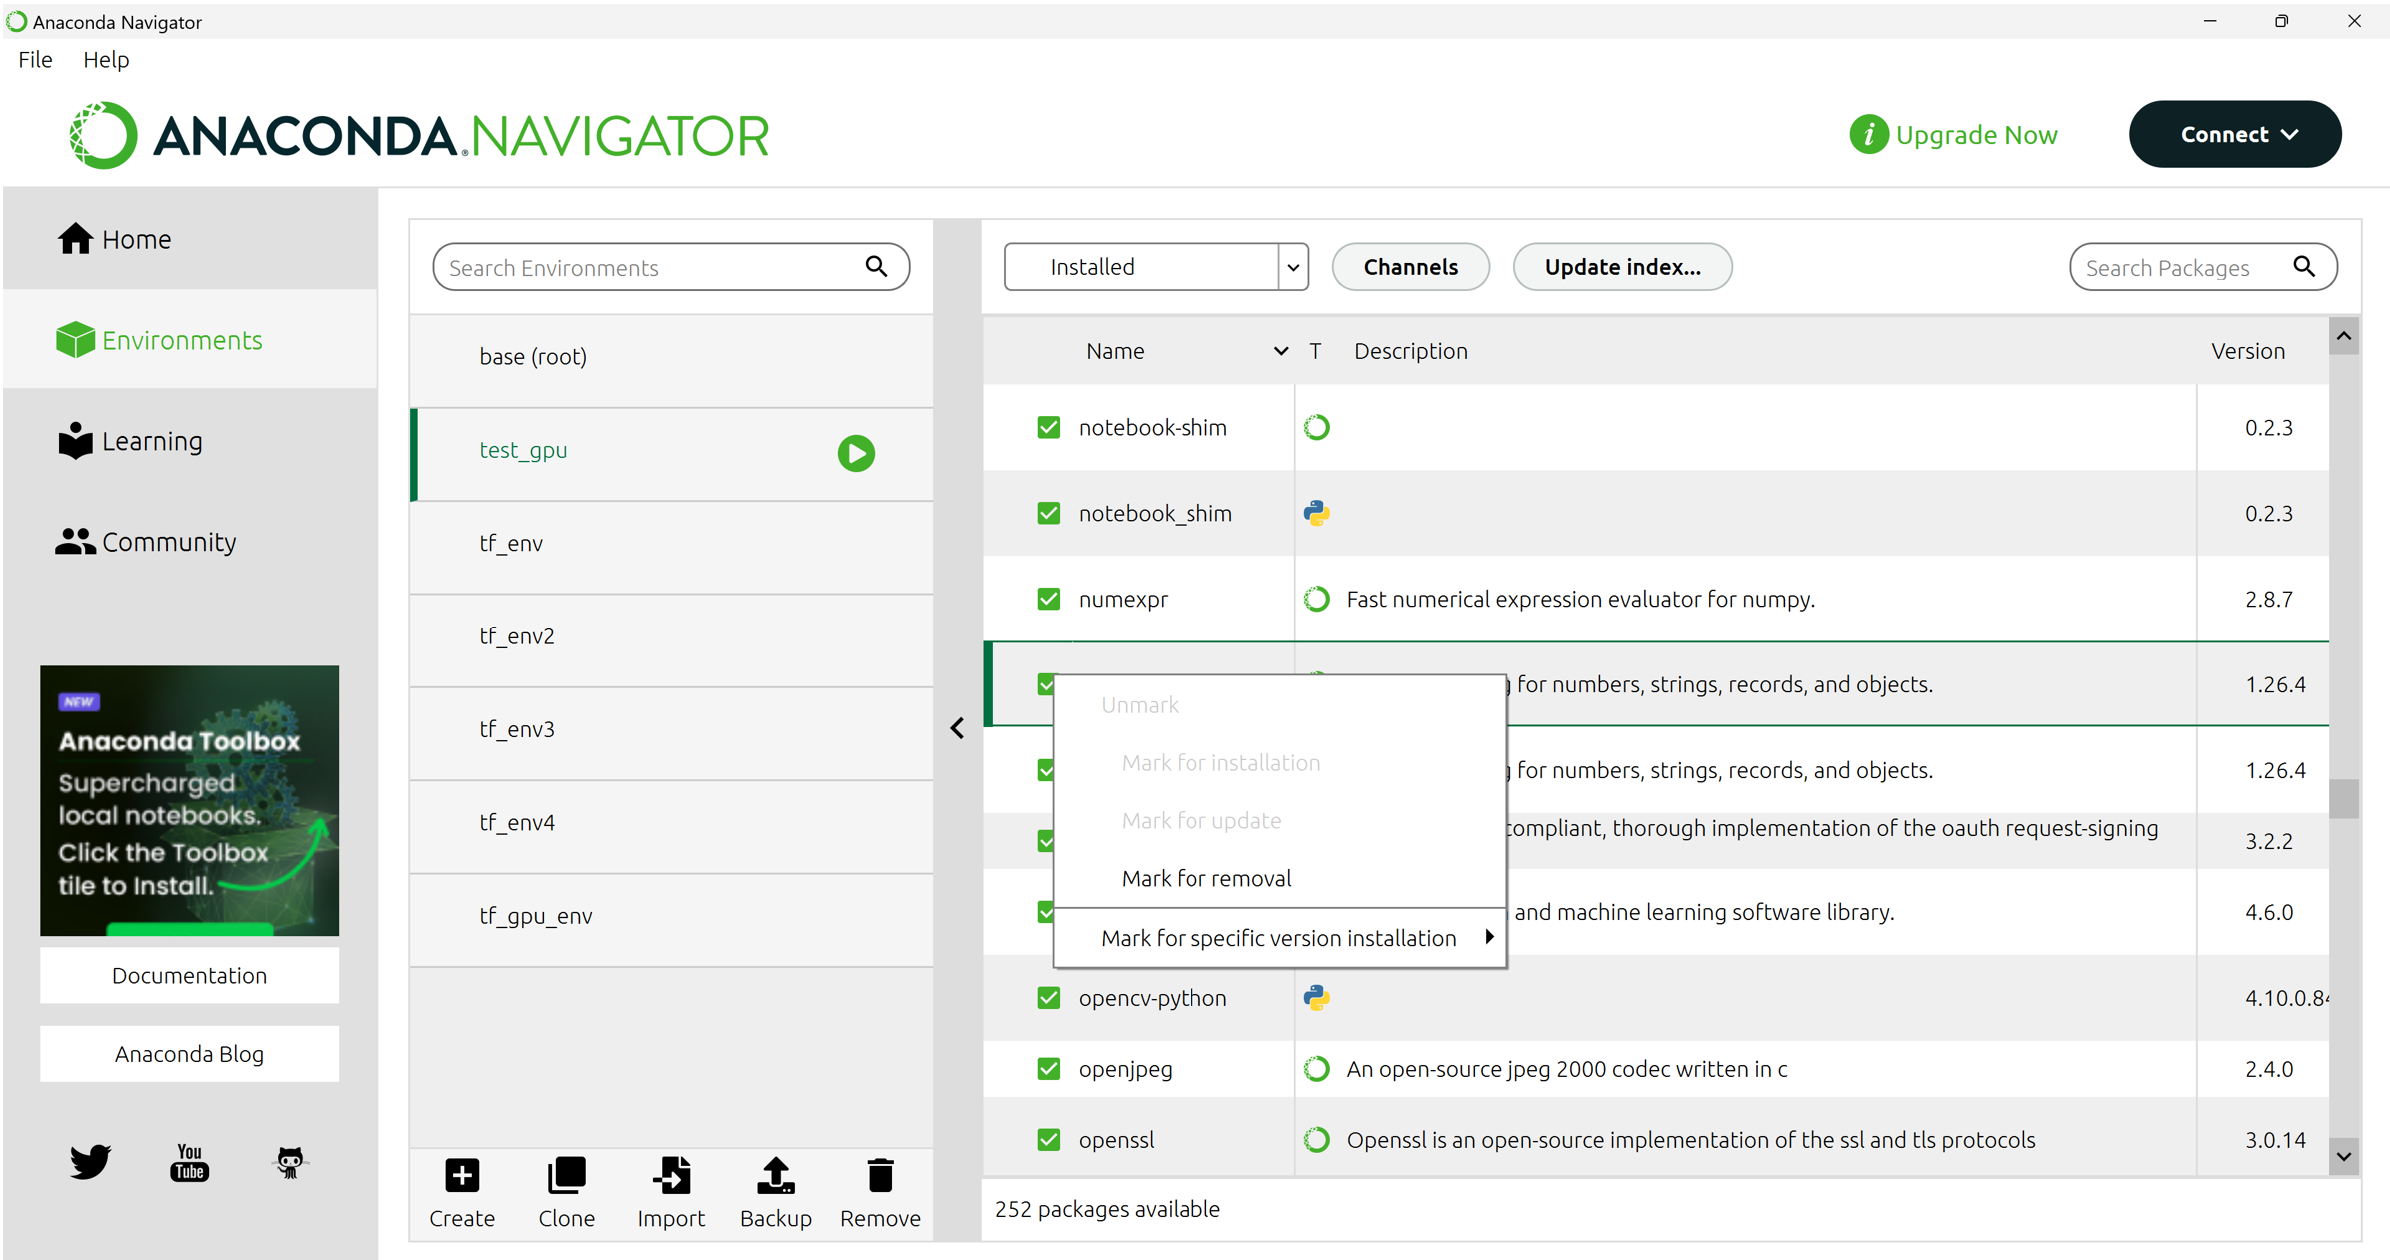 Anaconda Navigator
File Help
ANACONDA.NAVIGATOR
Upgrade Now
Connect
Home
Environments
Learning
Community
NEW
Anaconda Toolbox
Supercharged
local notebooks.
Click the Toolbox
tile to Install.
Documentation
Anaconda Blog
You
Tube
Search Environments
base (root)
test_gpu
tf_env
tf_env2
tf_env3
tf_env4
tf_gpu_env
Create Clone Import Backup Remove
Installed Channels Update index... Search Packages
Name T Description Version
notebook-shim 0.2.3
notebook_shim 0.2.3
numexpr Fast numerical expression evaluator for numpy. 2.8.7
for numbers, strings, records, and objects. 1.26.4
for numbers, strings, records, and objects. 1.26.4
compliant, thorough implementation of the oauth request-signing 3.2.2
and machine learning software library. 4.6.0
Unmark
Mark for installation
Mark for update
Mark for removal
Mark for specific version installation
opencv-python 4.10.0.84
openjpeg An open-source jpeg 2000 codec written in c 2.4.0
openssl Openssl is an open-source implementation of the ssl and tls protocols 3.0.14
252 packages available